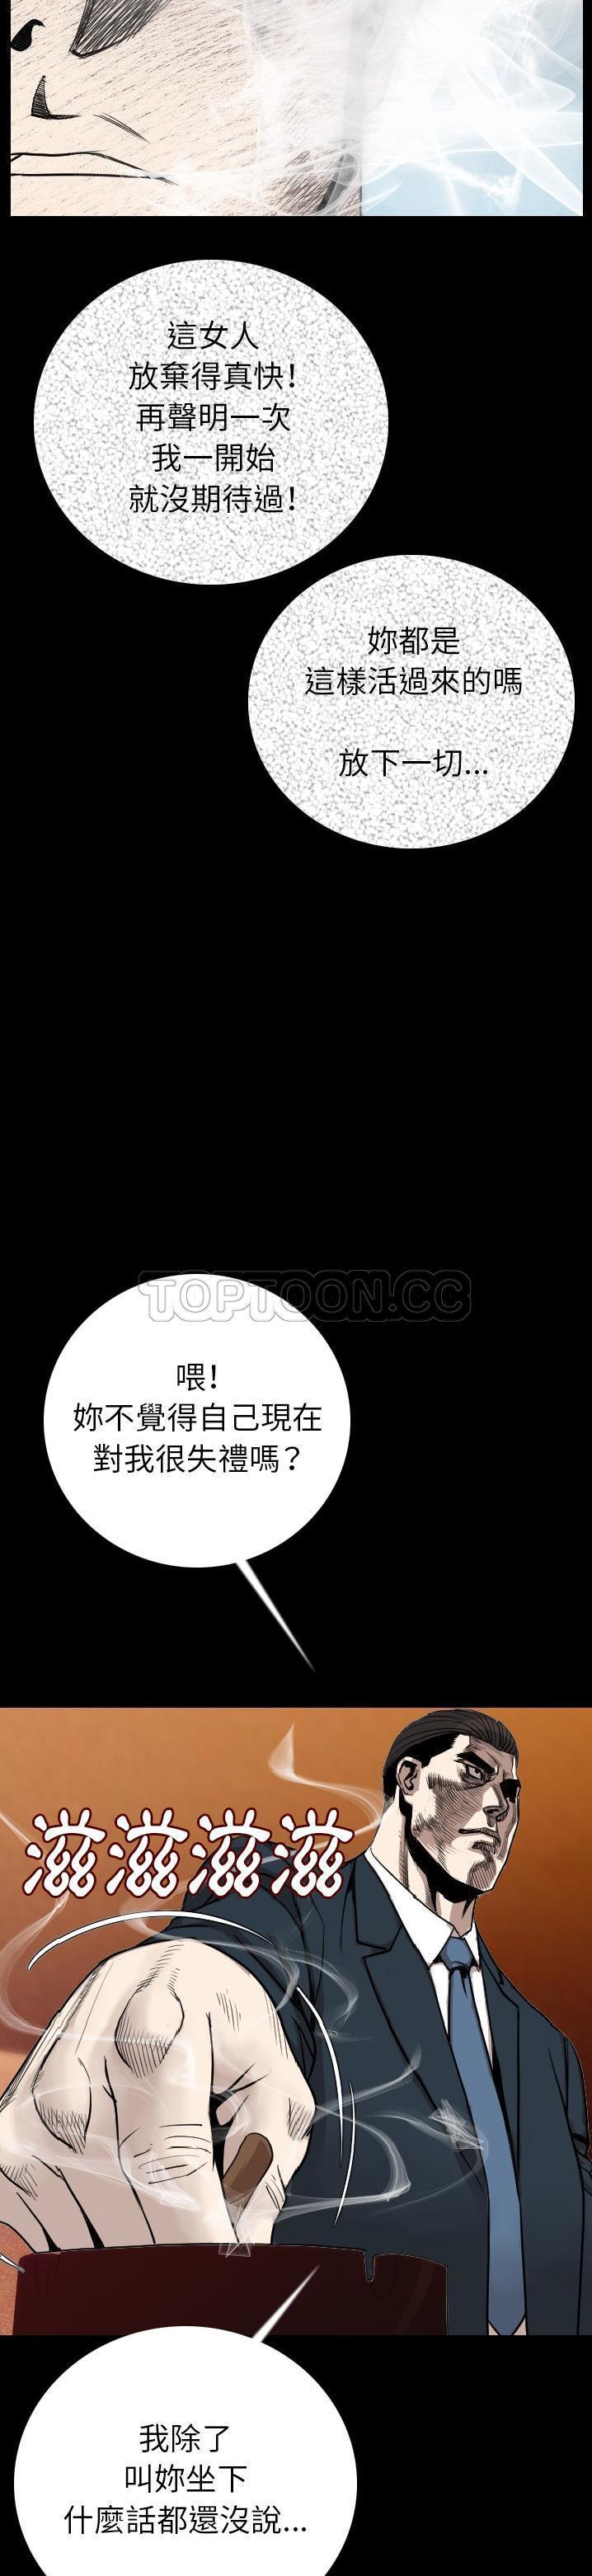 這女人
放棄得真快!
再聲明一次
我一開始
就沒期待過!
妳都是
這樣活過來的嗎
放下一切...
TOPTOON.CC
喂!
妳不覺得自己現在
對我很失禮嗎?
滋滋滋滋
我除了
叫妳坐下
什麼話都還沒說...